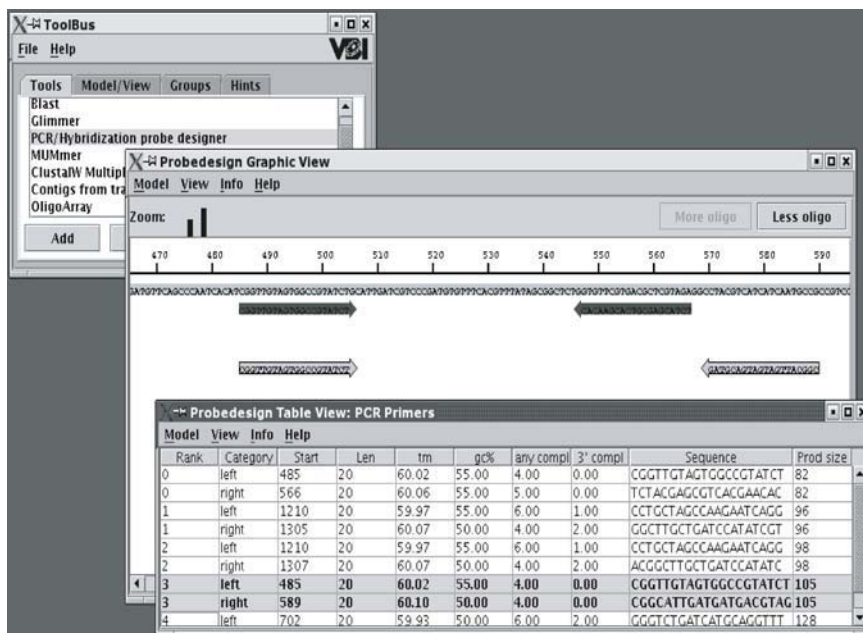 ToolBus
File Help
VBI
Tools Model/View Groups Hints
Blast
Glimmer
PCR/Hybridization probe designer
MUMmer
ClustalW Multipl
Contigs from tra
OligoArray
Add
Probedesign Graphic View
Model View Info Help
Zoom:
More oligo Less oligo
470 480 490 500 510 520 530 540 550 560 570 580 590
CGGTTGTAGTGGCCGTATCT
CACAAGCACTGCGAGCATCT
CGGTTGTAGTGGCCGTATCT
GATGCAGTAGTAGTTACGGC
Probedesign Table View: PCR Primers
Model View Info Help
Rank Category Start Len tm gc% any compl 3' compl Sequence Prod size
0 left 485 20 60.02 55.00 4.00 0.00 CGGTTGTAGTGGCCGTATCT 82
0 right 566 20 60.06 55.00 5.00 0.00 TCTACGAGCGTCACGAACAC 82
1 left 1210 20 59.97 55.00 6.00 1.00 CCTGCTAGCCAAGAATCAGG 96
1 right 1305 20 60.07 50.00 4.00 2.00 GGCTTGCTGATCCATATCGT 96
2 left 1210 20 59.97 55.00 6.00 1.00 CCTGCTAGCCAAGAATCAGG 98
2 right 1307 20 60.07 50.00 4.00 2.00 ACGGCTTGCTGATCCATATC 98
3 left 485 20 60.02 55.00 4.00 0.00 CGGTTGTAGTGGCCGTATCT 105
3 right 589 20 60.10 50.00 4.00 0.00 CGGCATTGATGATGACGTAG 105
4 left 702 20 59.93 50.00 6.00 2.00 GGGTCTGATCATGCAGGTTT 128